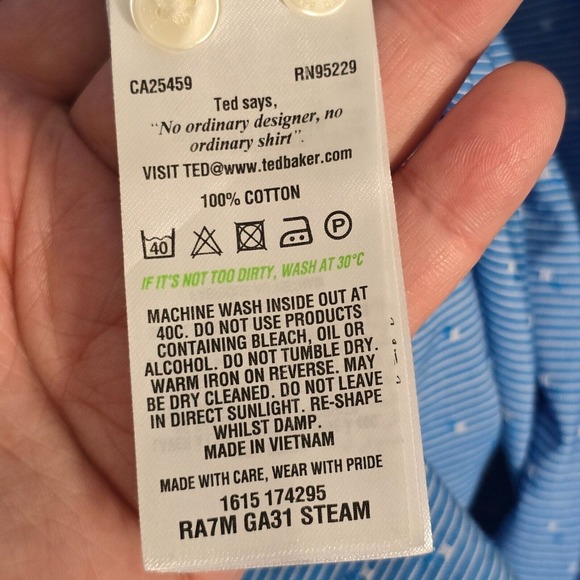 CA25459 RN95229
Ted says,
"No ordinary designer, no
ordinary shirt".
VISIT TED@www.tedbaker.com
100% COTTON
40 P
IF IT'S NOT TOO DIRTY, WASH AT 30°C
MACHINE WASH INSIDE OUT AT
40C. DO NOT USE PRODUCTS
CONTAINING BLEACH, OIL OR
ALCOHOL. DO NOT TUMBLE DRY.
WARM IRON ON REVERSE. MAY
BE DRY CLEANED. DO NOT LEAVE
IN DIRECT SUNLIGHT. RE-SHAPE
WHILST DAMP.
MADE IN VIETNAM
MADE WITH CARE, WEAR WITH PRIDE
1615 174295
RA7M GA31 STEAM